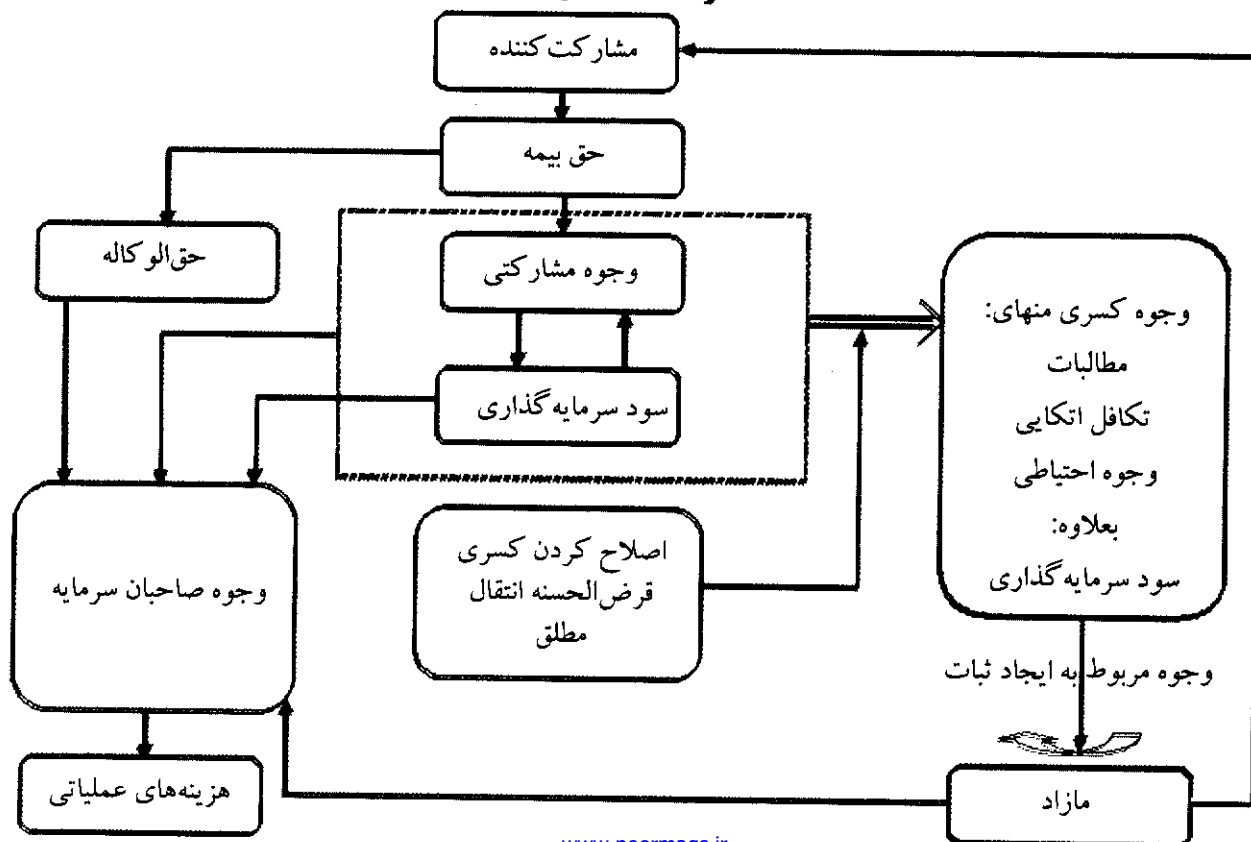 مشارکت‌کننده
حق بیمه
حق‌الوکاله
وجوه مشارکتی
سود سرمایه‌گذاری
وجوه کسری منهای:
مطالبات
تکافل اتکایی
وجوه احتیاطی
بعلاوه:
سود سرمایه‌گذاری
اصلاح کردن کسری
قرض‌الحسنه انتقال
مطلق
وجوه صاحبان سرمایه
وجوه مربوط به ایجاد ثبات
هزینه‌های عملیاتی
مازاد